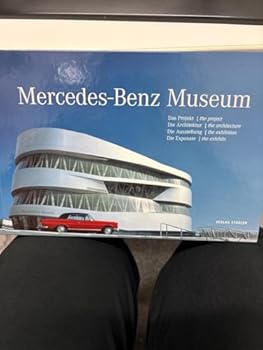 Mercedes-Benz Museum
Das Projekt | the project
Die Architektur | the architecture
Die Ausstellung | the exhibition
Die Exponate | the exhibits
VERLAG STADLER